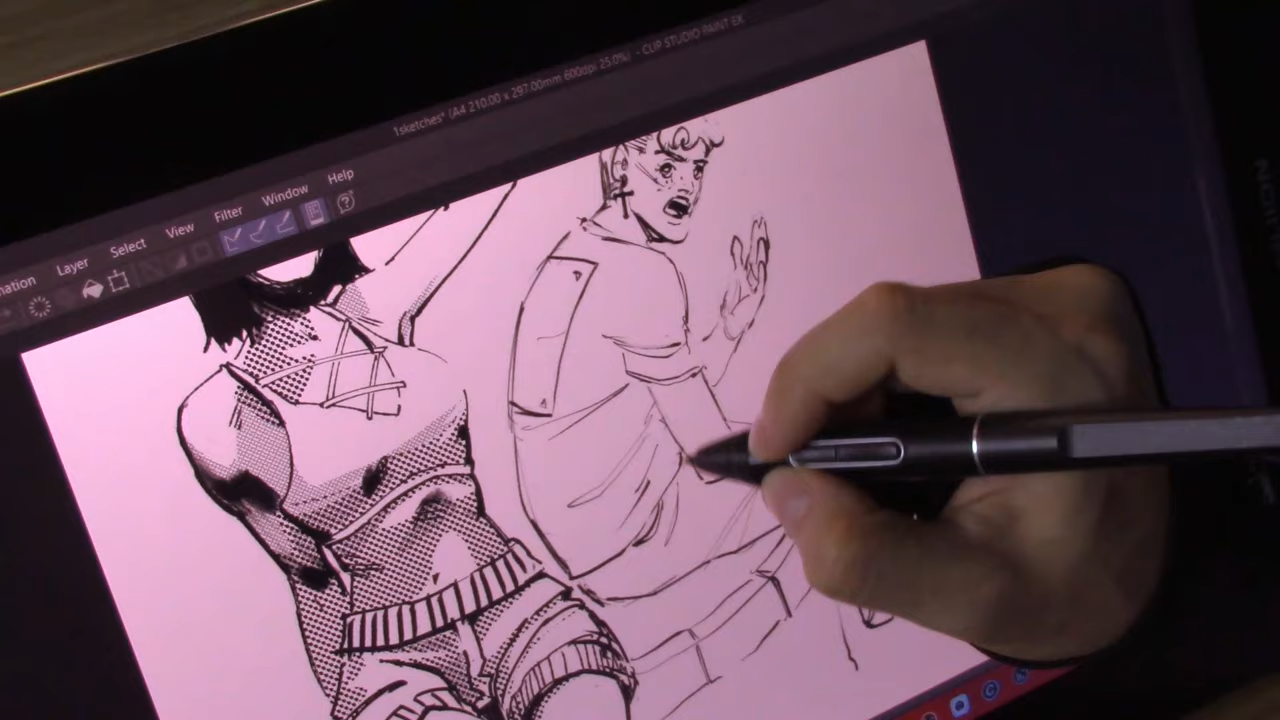 1sketches* (A4 210.00 x 297.00mm 600dpi 25.0%) - CLIP STUDIO PAINT EX
mation Layer Select View Filter Window Help